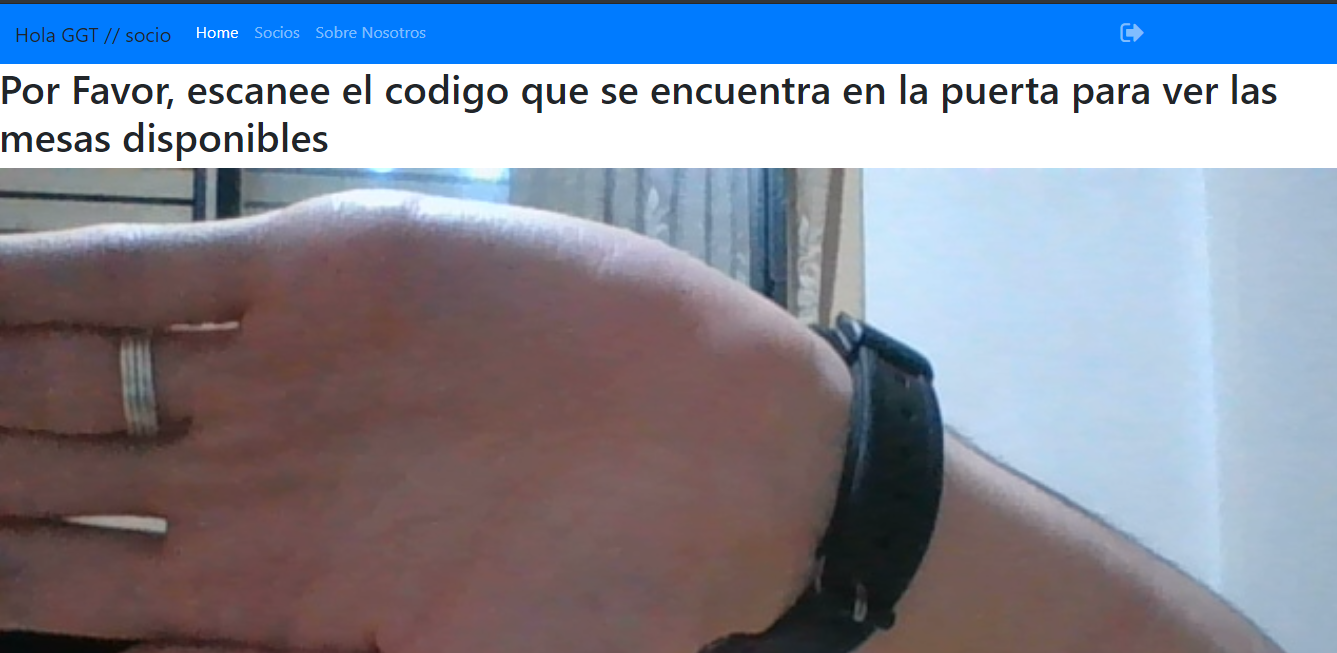 Hola GGT // socio Home Socios Sobre Nosotros
Por Favor, escanee el codigo que se encuentra en la puerta para ver las
mesas disponibles